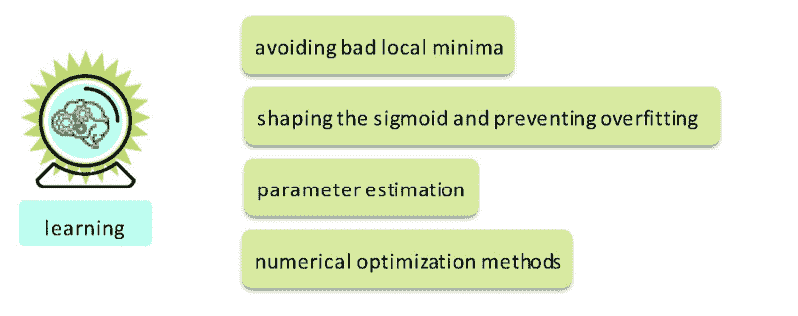 avoiding bad local minima
shaping the sigmoid and preventing overfitting
parameter estimation
learning
numerical optimization methods